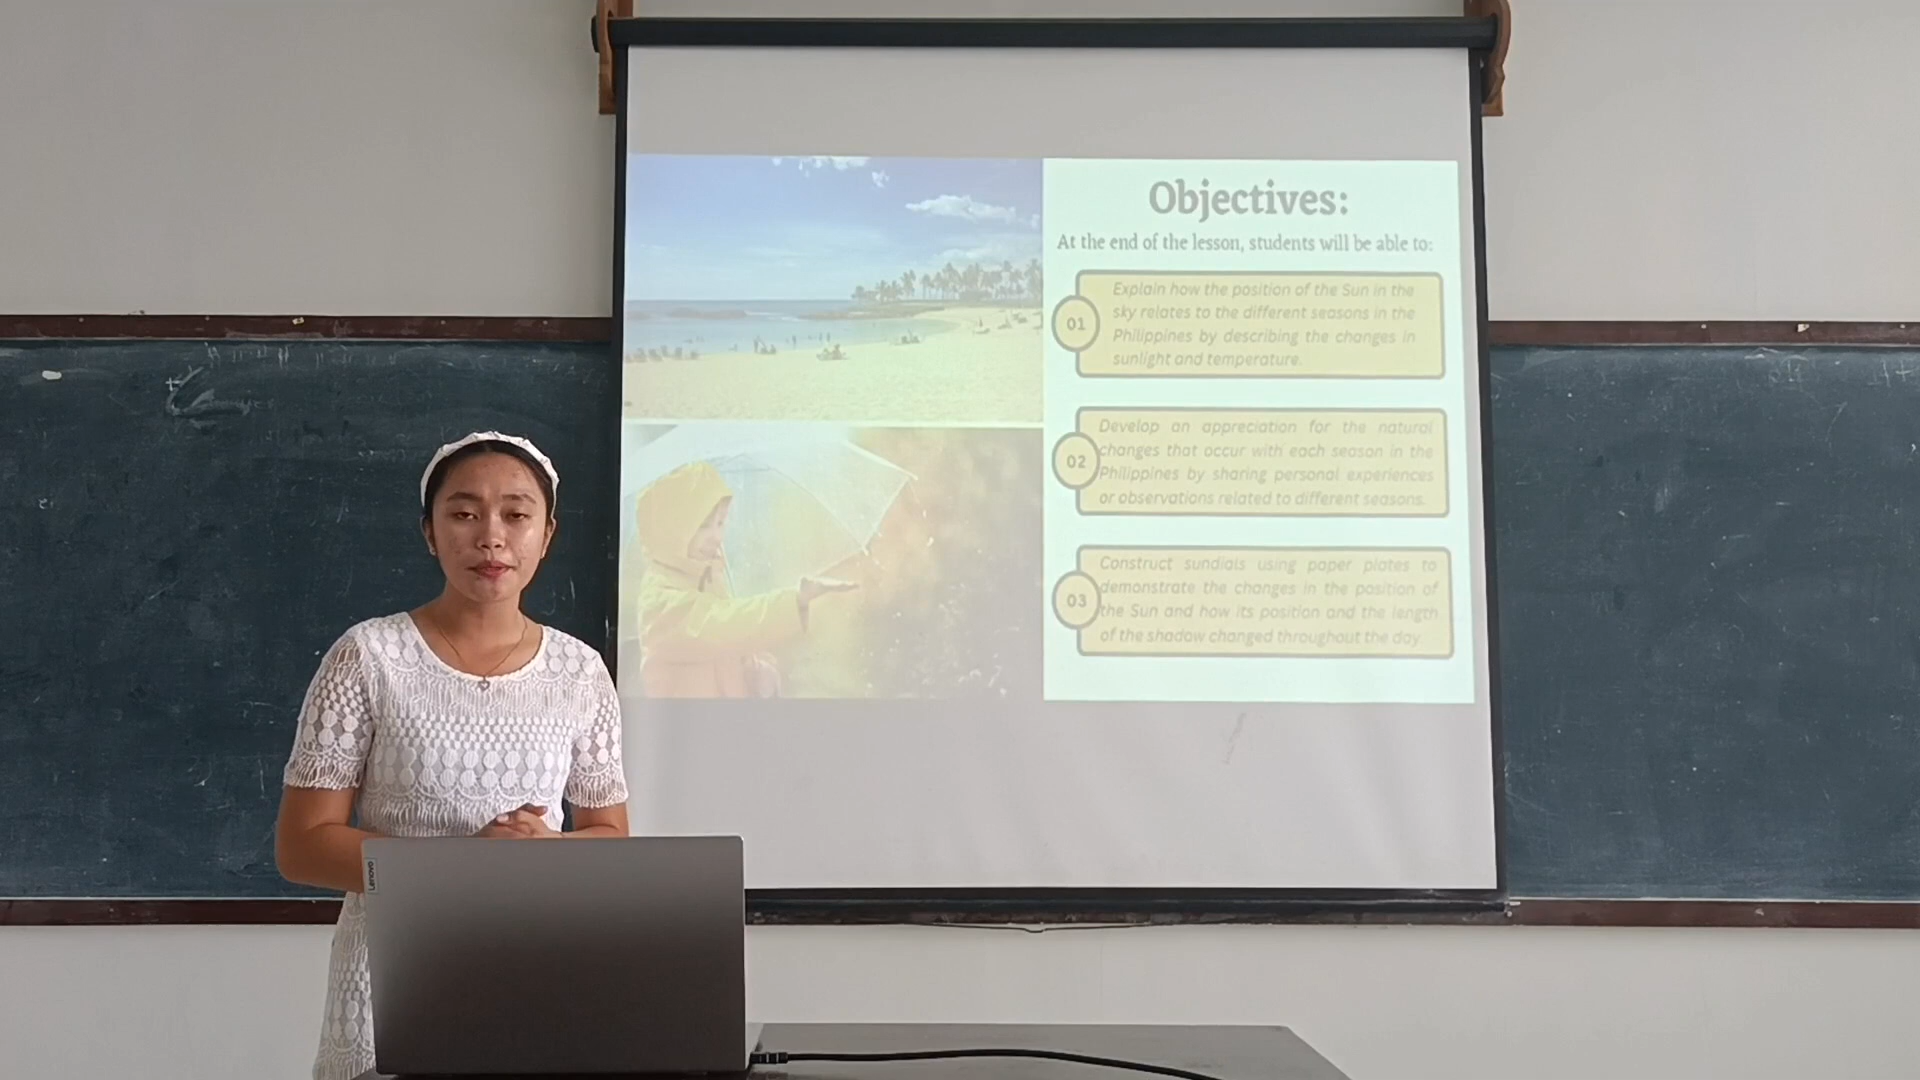 Objectives:
At the end of the lesson, students will be able to:
01
Explain how the position of the Sun in the
sky relates to the different seasons in the
Philippines by describing the changes in
sunlight and temperature.
02
Develop an appreciation for the natural
changes that occur with each season in the
Philippines by sharing personal experiences
or observations related to different seasons.
03
Construct sundials using paper plates to
demonstrate the changes in the position of
the Sun and how its position and the length
of the shadow changed throughout the day
Lenovo